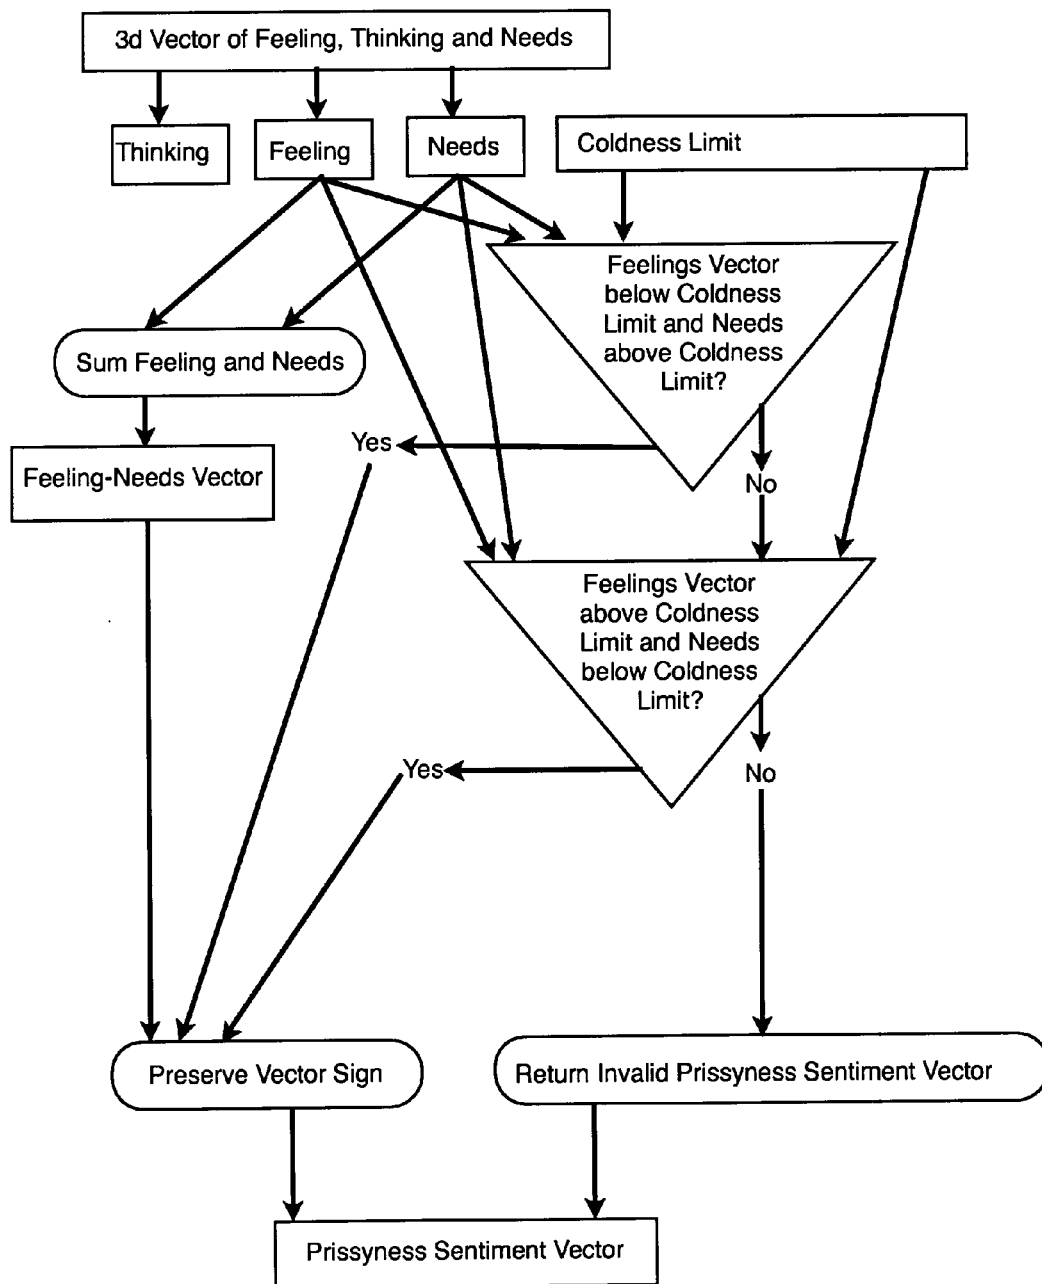 3d Vector of Feeling, Thinking and Needs
Thinking
Feeling
Needs
Coldness Limit
Feelings Vector
below Coldness
Limit and Needs
above Coldness
Limit?
Sum Feeling and Needs
Yes
Feeling-Needs Vector
No
Feelings Vector
above Coldness
Limit and Needs
below Coldness
Limit?
Yes
No
Preserve Vector Sign
Return Invalid Prissyness Sentiment Vector
Prissyness Sentiment Vector